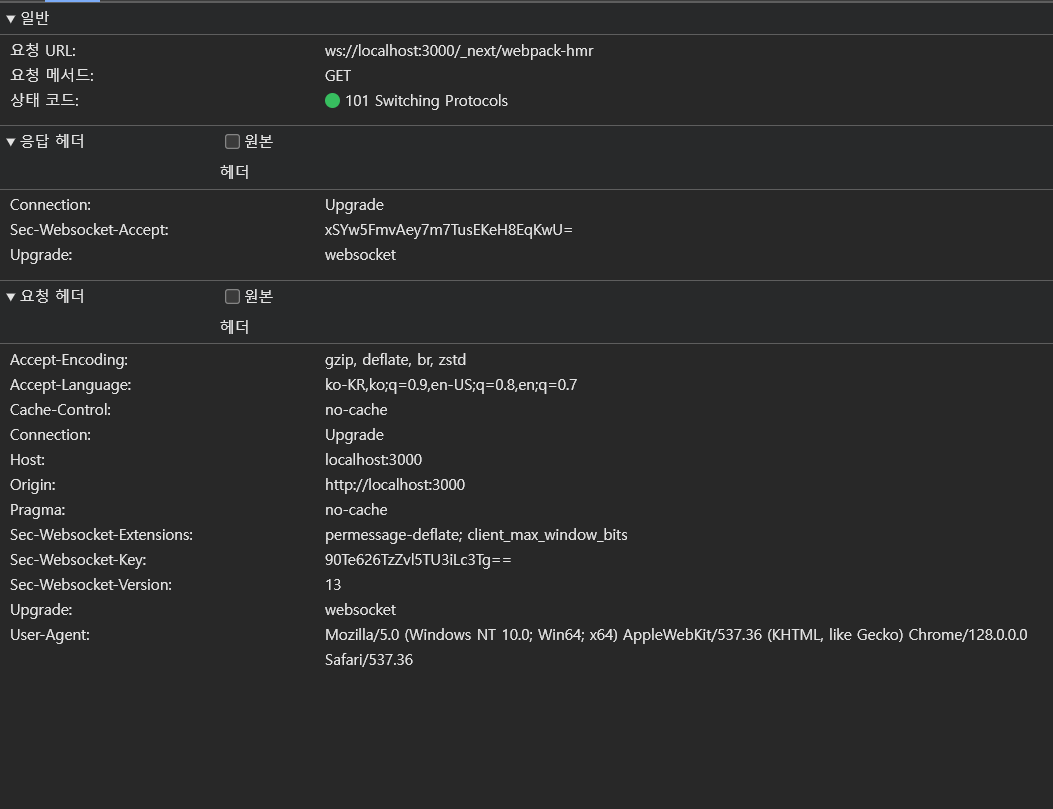 일반
요청 URL: ws://localhost:3000/_next/webpack-hmr
요청 메서드: GET
상태 코드: 101 Switching Protocols
응답 헤더 원본
헤더
Connection: Upgrade
Sec-Websocket-Accept: xSYw5FmvAey7m7TusEKeH8EqKwU=
Upgrade: websocket
요청 헤더 원본
헤더
Accept-Encoding: gzip, deflate, br, zstd
Accept-Language: ko-KR,ko;q=0.9,en-US;q=0.8,en;q=0.7
Cache-Control: no-cache
Connection: Upgrade
Host: localhost:3000
Origin: http://localhost:3000
Pragma: no-cache
Sec-Websocket-Extensions: permessage-deflate; client_max_window_bits
Sec-Websocket-Key: 90Te626TzZvl5TU3iLc3Tg==
Sec-Websocket-Version: 13
Upgrade: websocket
User-Agent: Mozilla/5.0 (Windows NT 10.0; Win64; x64) AppleWebKit/537.36 (KHTML, like Gecko) Chrome/128.0.0.0
Safari/537.36